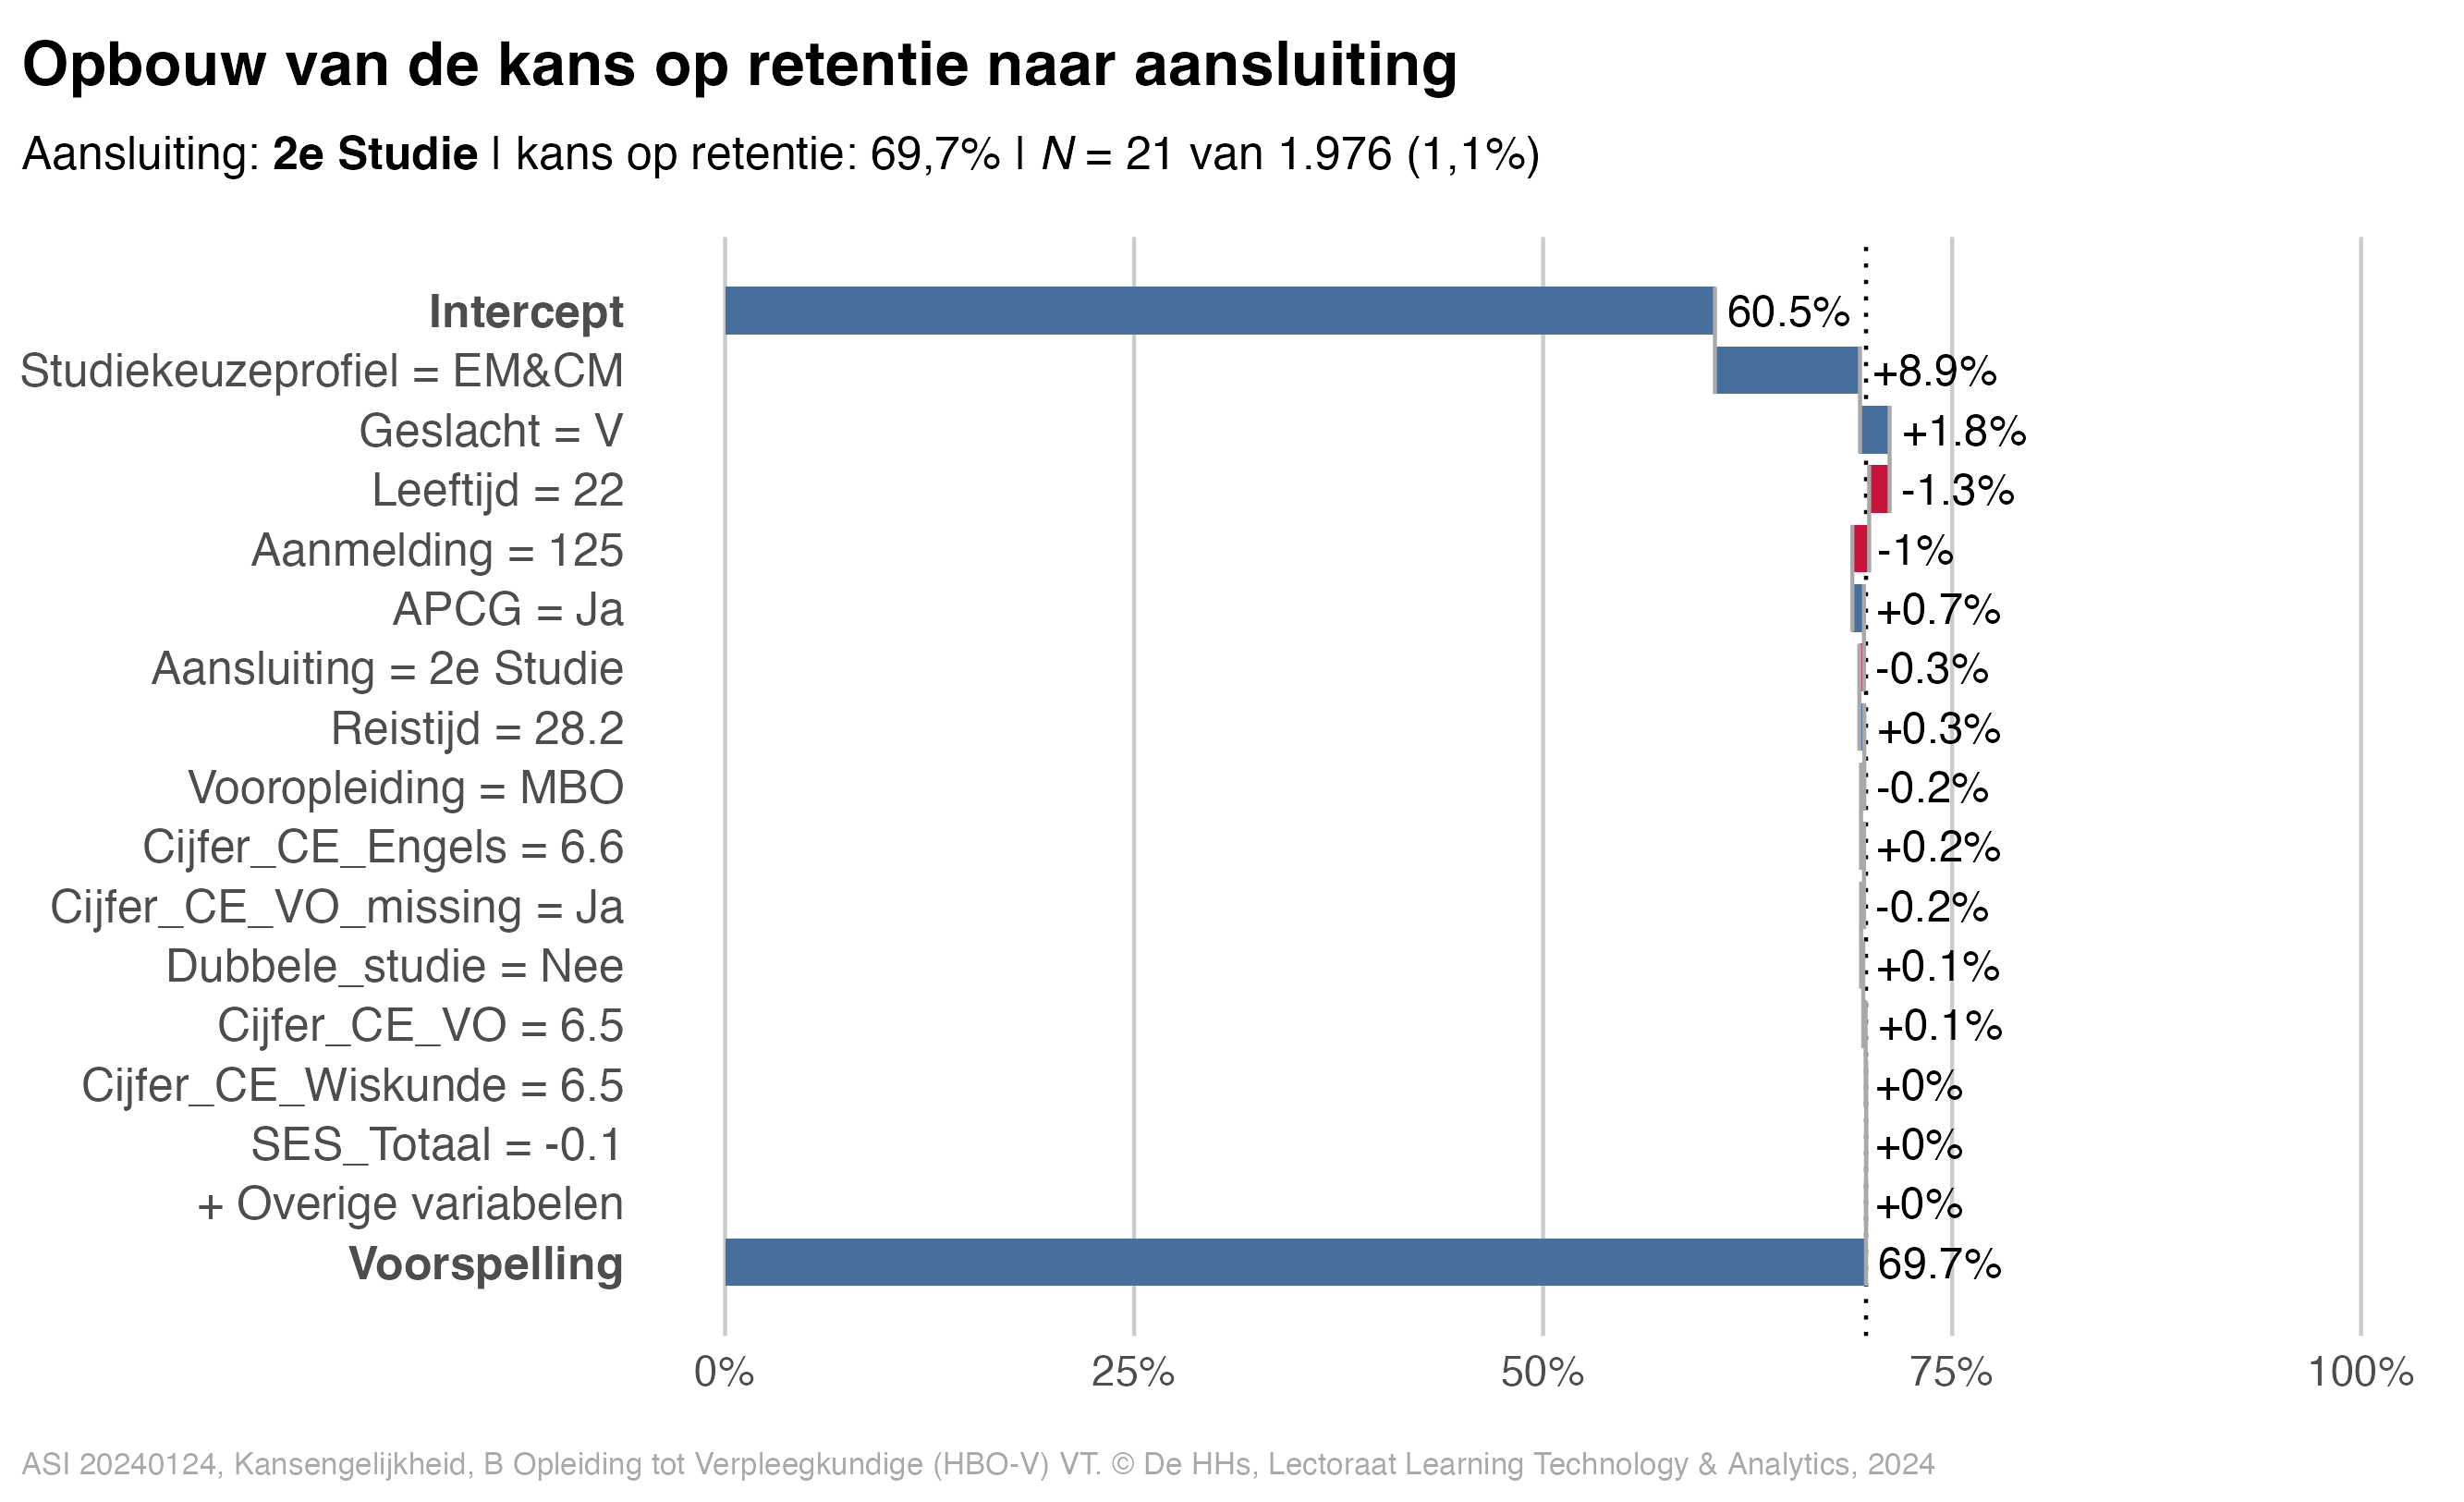 Opbouw van de kans op retentie naar aansluiting
Aansluiting: 2e Studie | kans op retentie: 69,7% | N = 21 van 1.976 (1,1%)
Intercept 60.5%
Studiekeuzeprofiel = EM&CM +8.9%
Geslacht = V +1.8%
Leeftijd = 22 -1.3%
Aanmelding = 125 -1%
APCG = Ja +0.7%
Aansluiting = 2e Studie -0.3%
Reistijd = 28.2 +0.3%
Vooropleiding = MBO -0.2%
Cijfer_CE_Engels = 6.6 +0.2%
Cijfer_CE_VO_missing = Ja -0.2%
Dubbele_studie = Nee +0.1%
Cijfer_CE_VO = 6.5 +0.1%
Cijfer_CE_Wiskunde = 6.5 +0%
SES_Totaal = -0.1 +0%
+ Overige variabelen +0%
Voorspelling 69.7%
0% 25% 50% 75% 100%
ASI 20240124, Kansengelijkheid, B Opleiding tot Verpleegkundige (HBO-V) VT. © De HHs, Lectoraat Learning Technology & Analytics, 2024